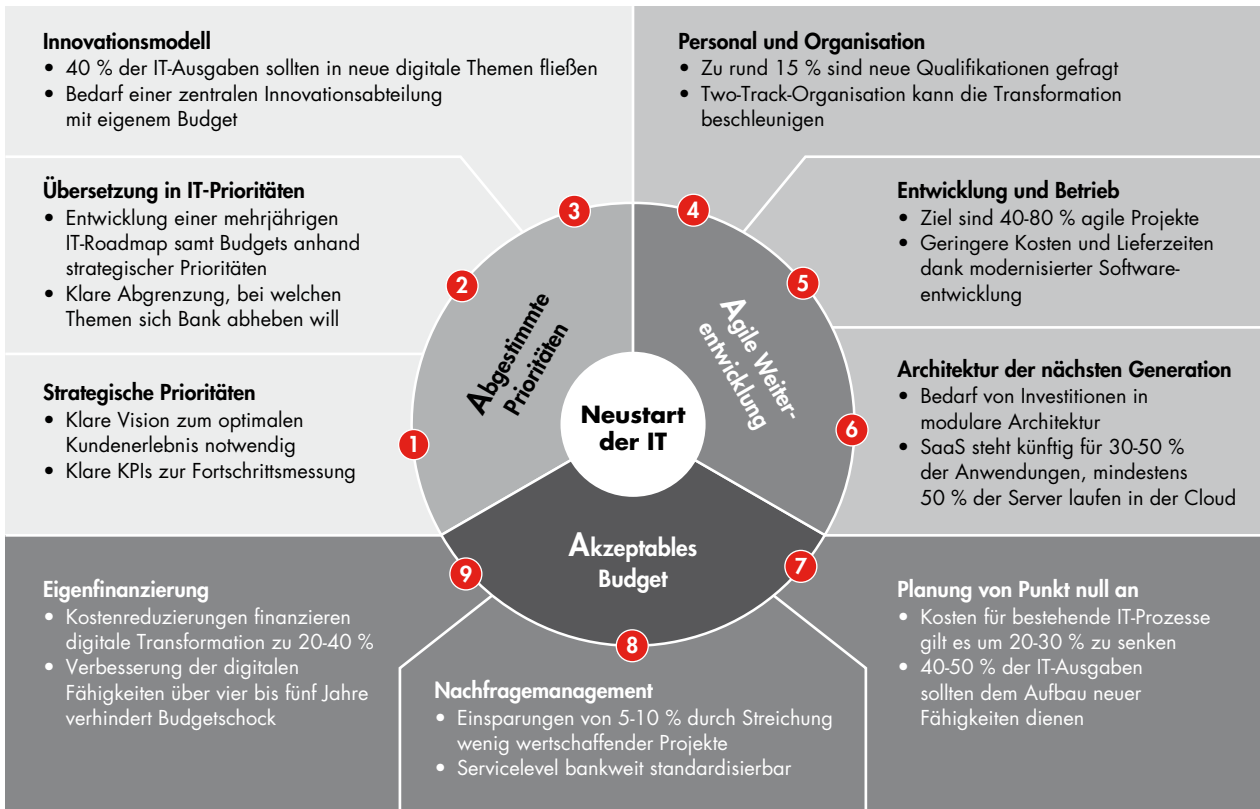 Innovationsmodell
• 40 % der IT-Ausgaben sollten in neue digitale Themen fließen
• Bedarf einer zentralen Innovationsabteilung
mit eigenem Budget
Personal und Organisation
• Zu rund 15 % sind neue Qualifikationen gefragt
• Two-Track-Organisation kann die Transformation
beschleunigen
Übersetzung in IT-Prioritäten
• Entwicklung einer mehrjährigen
IT-Roadmap samt Budgets anhand
strategischer Prioritäten
• Klare Abgrenzung, bei welchen
Themen sich Bank abheben will
Entwicklung und Betrieb
• Ziel sind 40-80 % agile Projekte
• Geringere Kosten und Lieferzeiten
dank modernisierter Software-
entwicklung
Strategische Prioritäten
• Klare Vision zum optimalen
Kundenerlebnis notwendig
• Klare KPIs zur Fortschrittsmessung
Architektur der nächsten Generation
• Bedarf von Investitionen in
modulare Architektur
• SaaS steht künftig für 30-50 %
der Anwendungen, mindestens
50 % der Server laufen in der Cloud
3
4
2
5
1
6
9
7
8
Abgestimmte
Prioritäten
Agile Weiter-
entwicklung
Neustart
der IT
Akzeptables
Budget
Eigenfinanzierung
• Kostenreduzierungen finanzieren
digitale Transformation zu 20-40 %
• Verbesserung der digitalen
Fähigkeiten über vier bis fünf Jahre
verhindert Budgetschock
Nachfragemanagement
• Einsparungen von 5-10 % durch Streichung
wenig wertschaffender Projekte
• Servicelevel bankweit standardisierbar
Planung von Punkt null an
• Kosten für bestehende IT-Prozesse
gilt es um 20-30 % zu senken
• 40-50 % der IT-Ausgaben
sollten dem Aufbau neuer
Fähigkeiten dienen